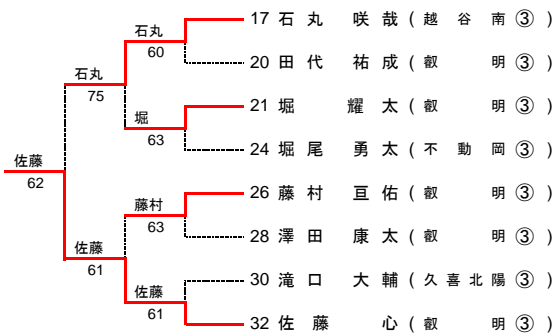 17 石丸 咲哉 ( 越谷南 ③ )
石丸
60
20 田代 祐成 ( 叡明 ③ )
石丸
75
21 堀 耀太 ( 叡明 ③ )
堀
63
24 堀尾 勇太 ( 不動岡 ③ )
佐藤
62
26 藤村 亘佑 ( 叡明 ③ )
藤村
63
28 澤田 康太 ( 叡明 ③ )
佐藤
61
30 滝口 大輔 ( 久喜北陽 ③ )
佐藤
61
32 佐藤 心 ( 叡明 ③ )